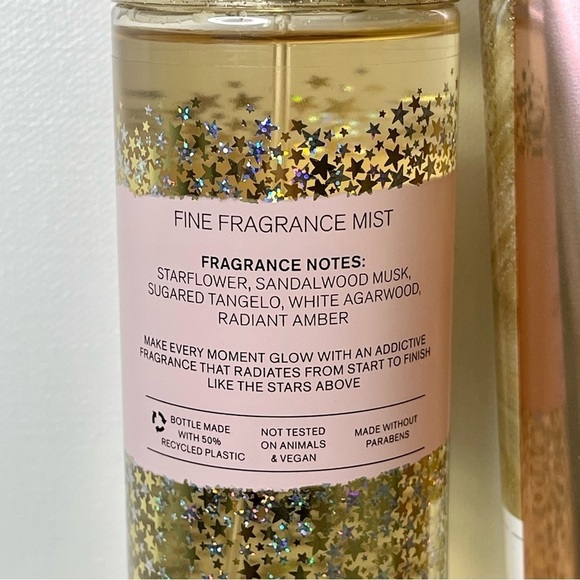 FINE FRAGRANCE MIST
FRAGRANCE NOTES:
STARFLOWER, SANDALWOOD MUSK,
SUGARED TANGELO, WHITE AGARWOOD,
RADIANT AMBER
MAKE EVERY MOMENT GLOW WITH AN ADDICTIVE
FRAGRANCE THAT RADIATES FROM START TO FINISH
LIKE THE STARS ABOVE
BOTTLE MADE
WITH 50%
RECYCLED PLASTIC
NOT TESTED
ON ANIMALS
& VEGAN
MADE WITHOUT
PARABENS